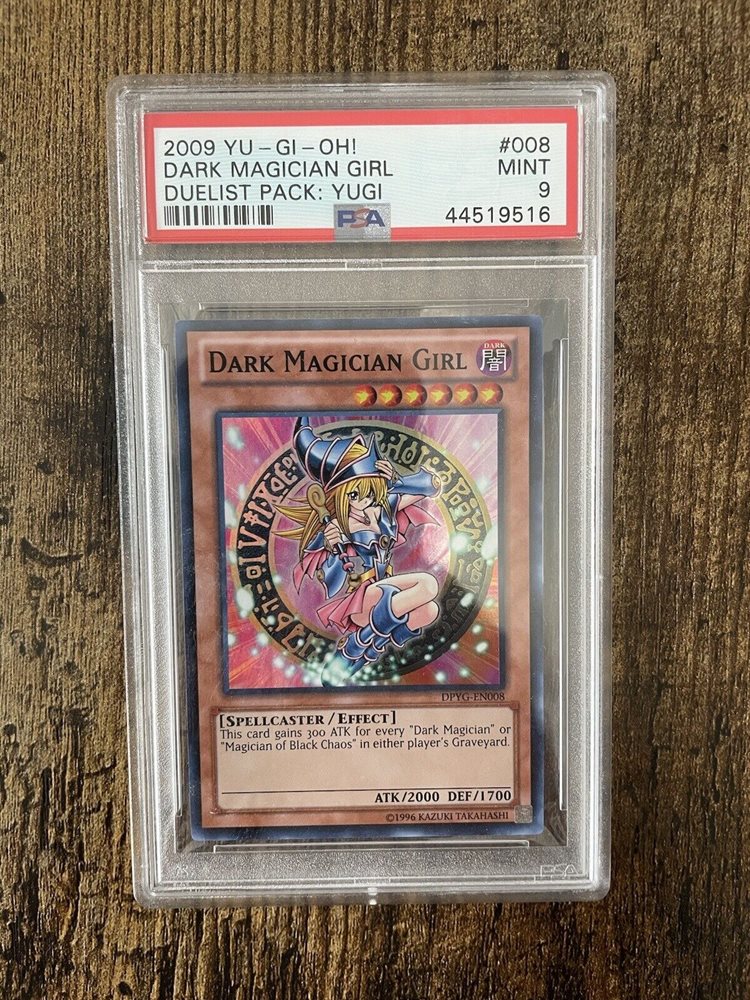 2009 YU-GI-OH! #008
DARK MAGICIAN GIRL MINT
DUELIST PACK: YUGI 9
PSA 44519516
DARK MAGICIAN GIRL
DARK
闇
DPYG-EN008
[SPELLCASTER / EFFECT]
This card gains 300 ATK for every "Dark Magician" or
"Magician of Black Chaos" in either player's Graveyard.
ATK/2000 DEF/1700
©1996 KAZUKI TAKAHASHI
PSA